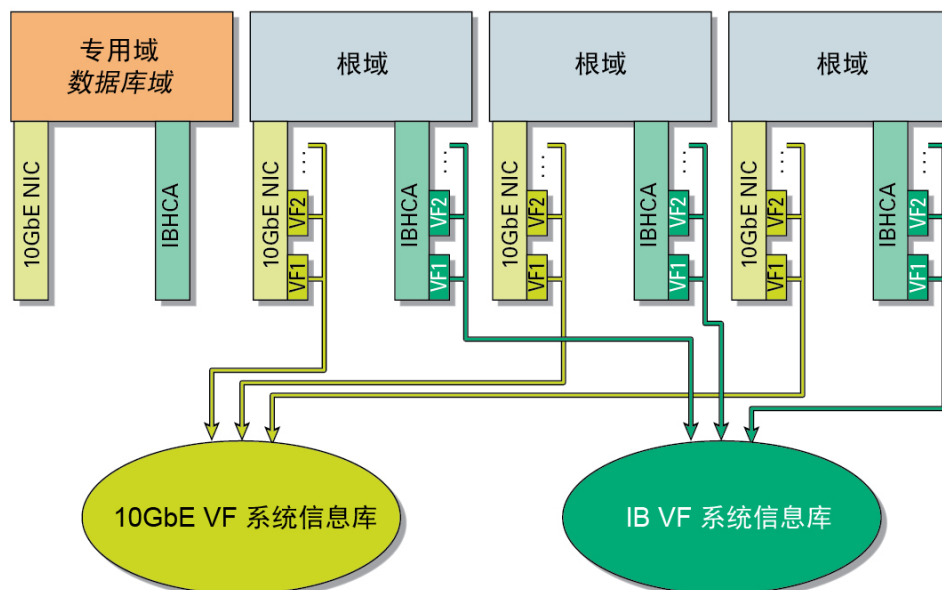 专用域
数据库域
根域
根域
根域
10GbE NIC
IBHCA
10GbE NIC
VF1
VF2
...
IBHCA
VF1
VF2
...
10GbE NIC
VF1
VF2
...
IBHCA
VF1
VF2
...
10GbE NIC
VF1
VF2
...
IBHCA
VF1
VF2
...
10GbE VF 系统信息库
IB VF 系统信息库